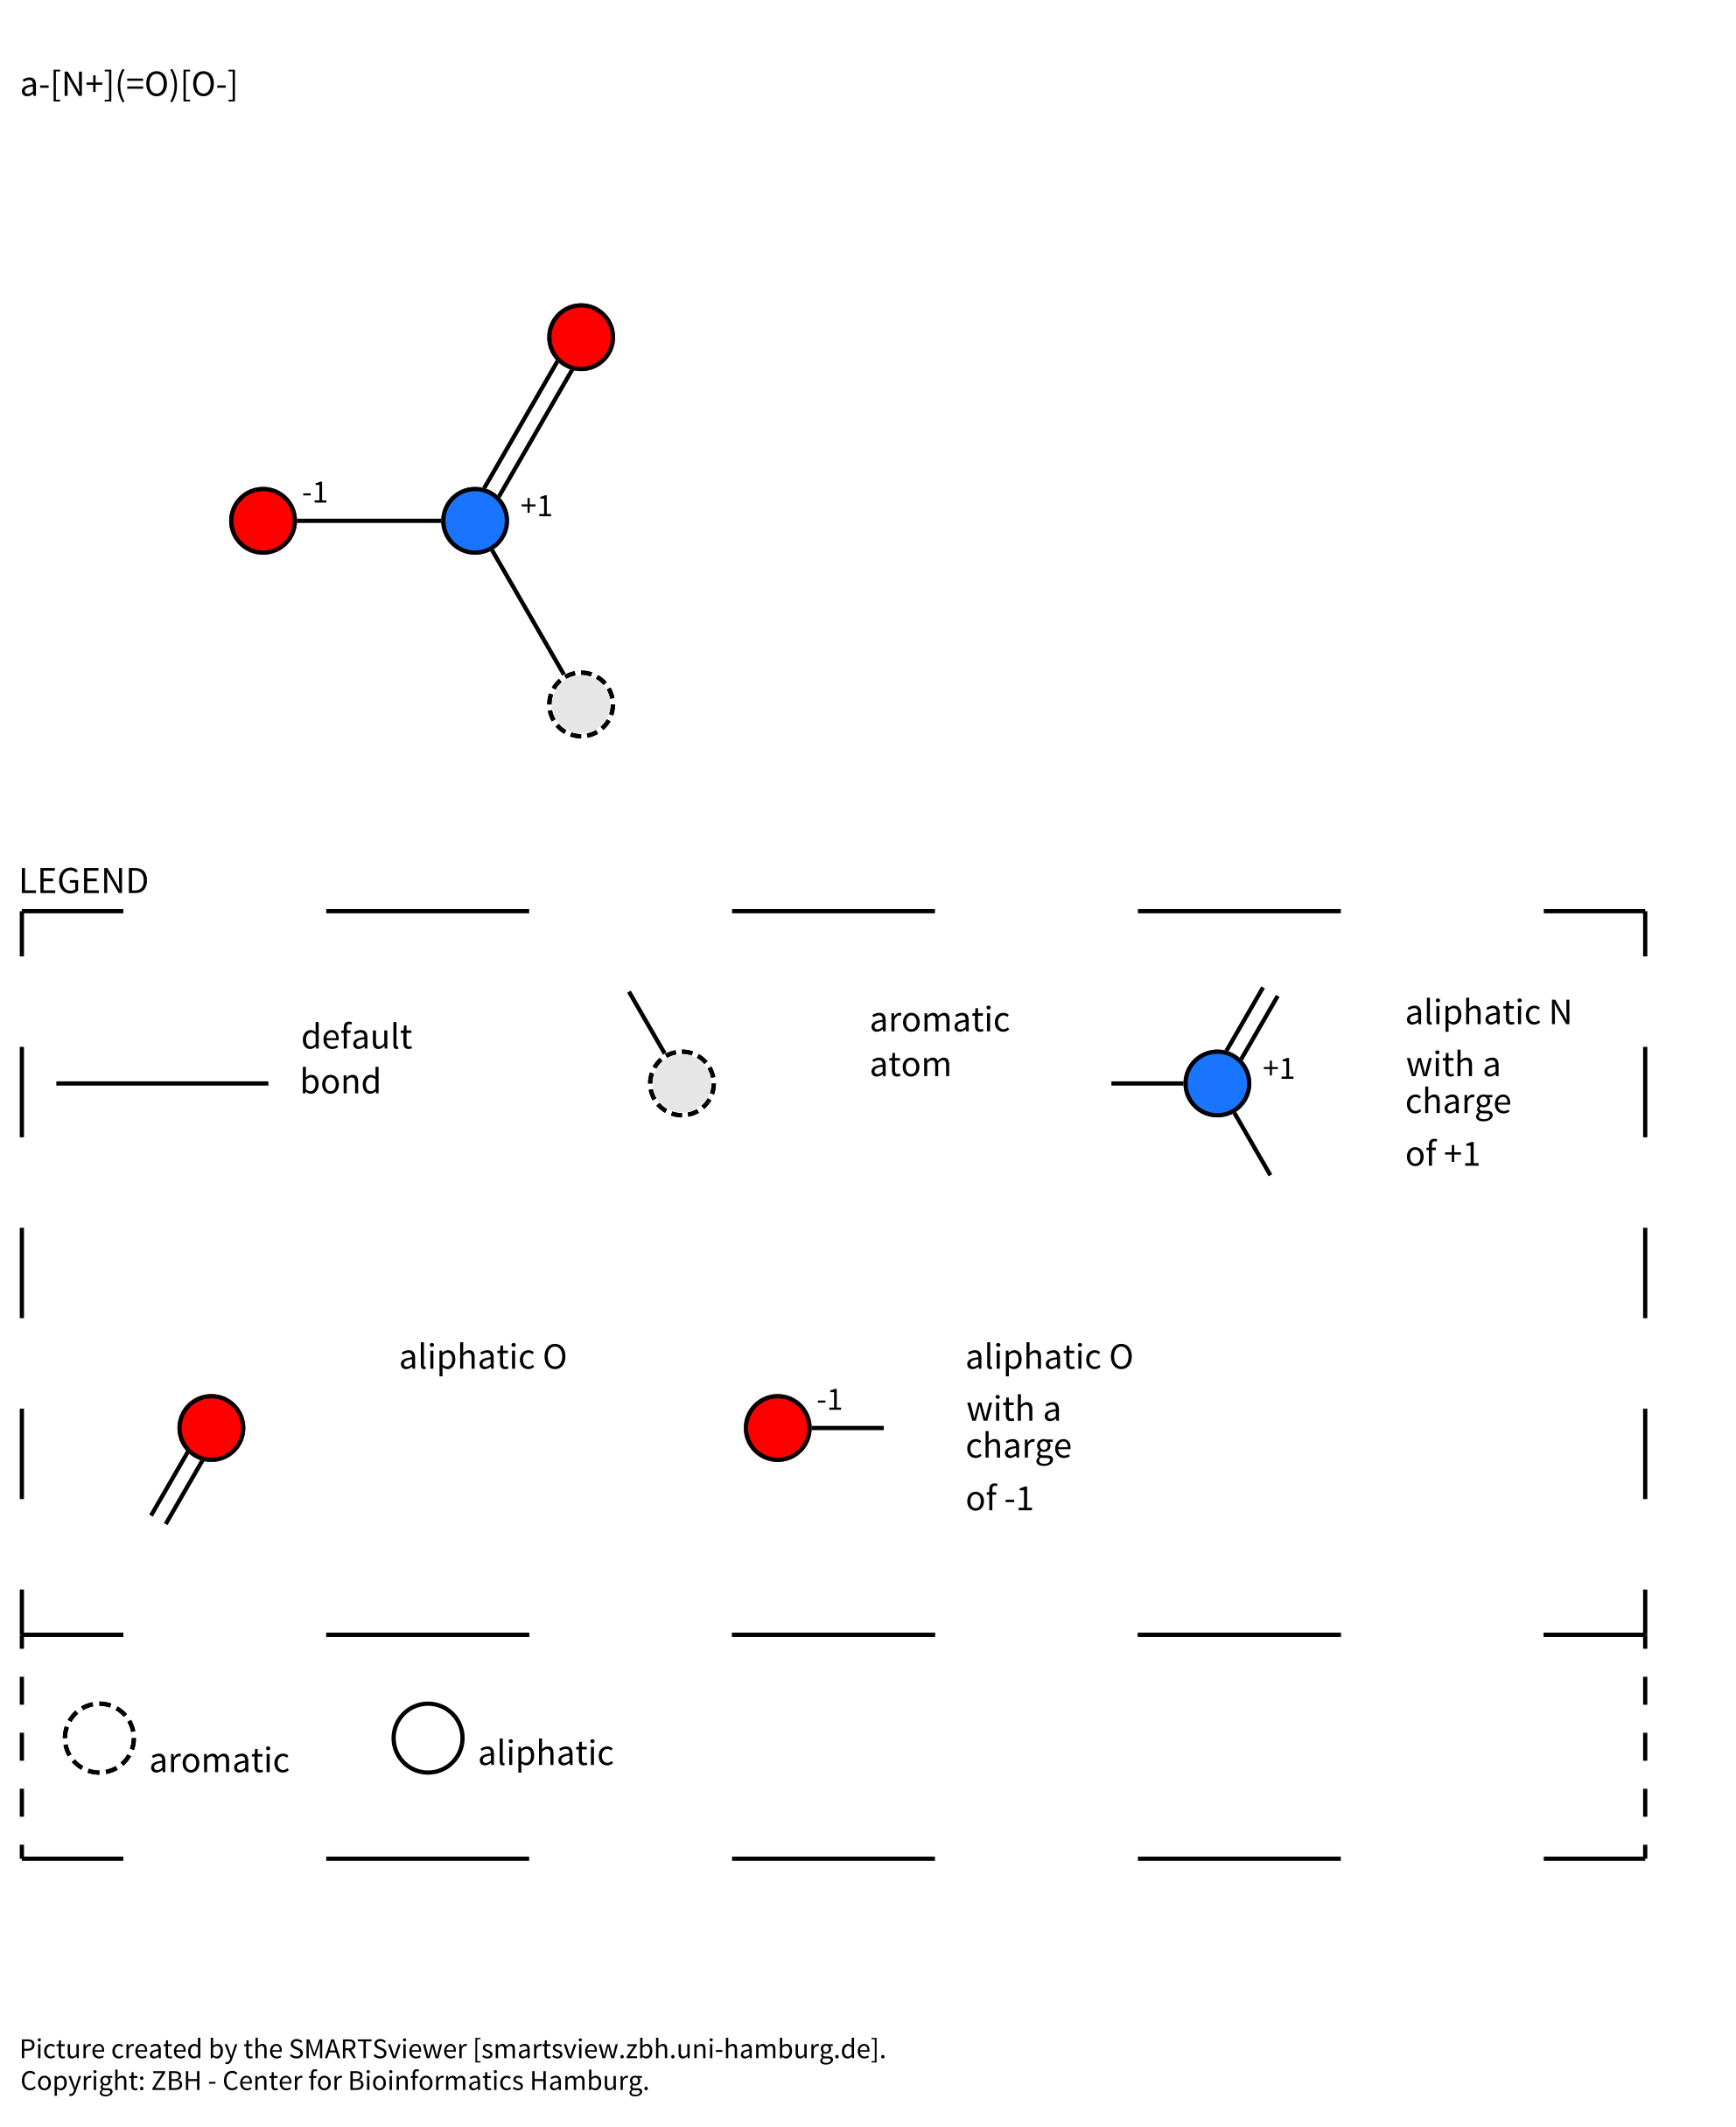 a-[N+](=O)[O-]
-1
+1
LEGEND
default
bond
aromatic
atom
+1
aliphatic N
with a
charge
of +1
aliphatic O
-1
aliphatic O
with a
charge
of -1
aromatic
aliphatic
Picture created by the SMARTSviewer [smartsview.zbh.uni-hamburg.de].
Copyright: ZBH - Center for Bioinformatics Hamburg.